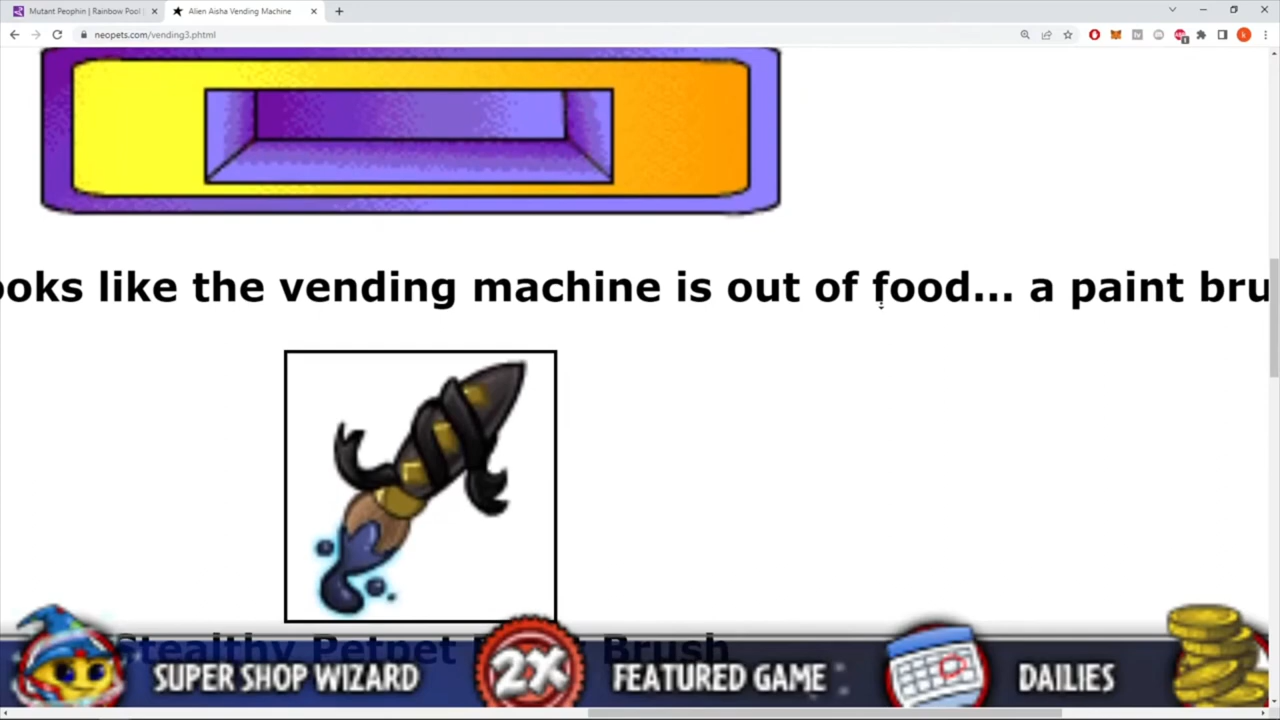 Mutant Peophin | Rainbow Pool |
Alien Aisha Vending Machine
neopets.com/vending3.phtml
ooks like the vending machine is out of food... a paint bru
Stealthy Petpet Brush
SUPER SHOP WIZARD
2X
FEATURED GAME
DAILIES